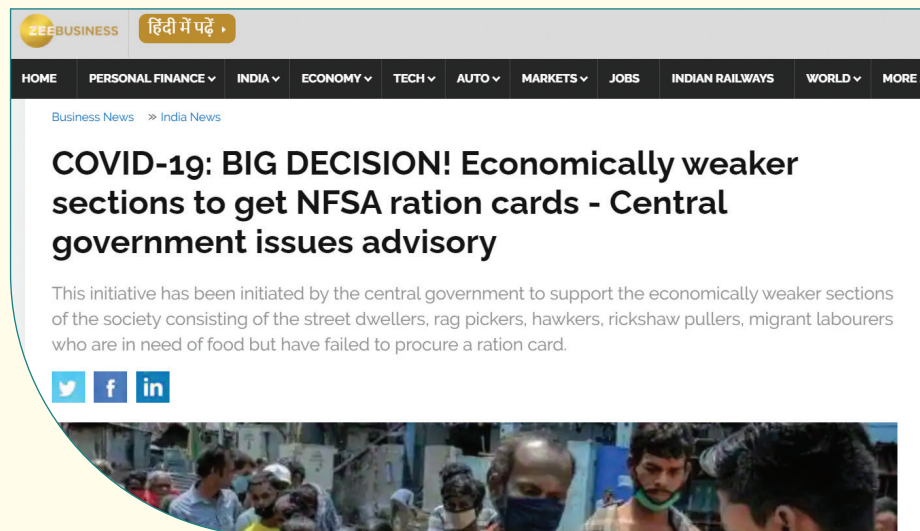 ZEEBUSINESS
हिंदी में पढ़ें
HOME PERSONAL FINANCE INDIA ECONOMY TECH AUTO MARKETS JOBS INDIAN RAILWAYS WORLD MORE
Business News » India News
COVID-19: BIG DECISION! Economically weaker
sections to get NFSA ration cards - Central
government issues advisory
This initiative has been initiated by the central government to support the economically weaker sections
of the society consisting of the street dwellers, rag pickers, hawkers, rickshaw pullers, migrant labourers
who are in need of food but have failed to procure a ration card.